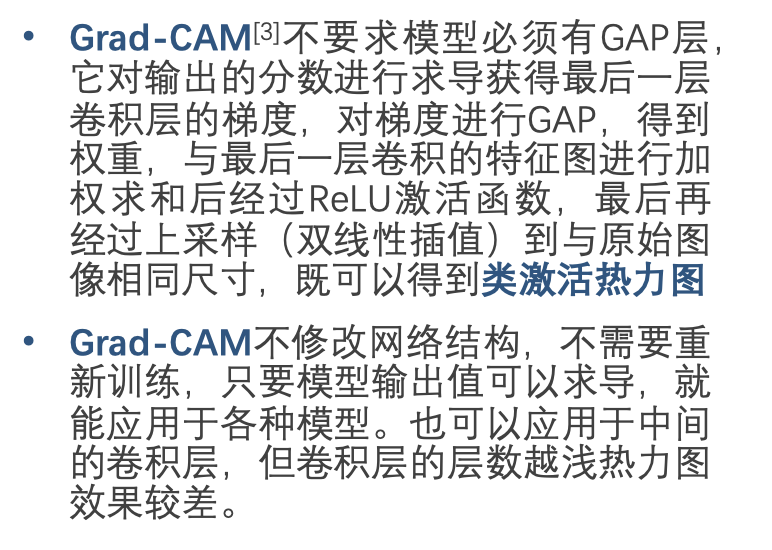 • Grad-CAM[3]不要求模型必须有GAP层，
它对输出的分数进行求导获得最后一层
卷积层的梯度，对梯度进行GAP，得到
权重，与最后一层卷积的特征图进行加
权求和后经过ReLU激活函数，最后再
经过上采样（双线性插值）到与原始图
像相同尺寸，既可以得到类激活热力图
• Grad-CAM不修改网络结构，不需要重
新训练，只要模型输出值可以求导，就
能应用于各种模型。也可以应用于中间
的卷积层，但卷积层的层数越浅热力图
效果较差。